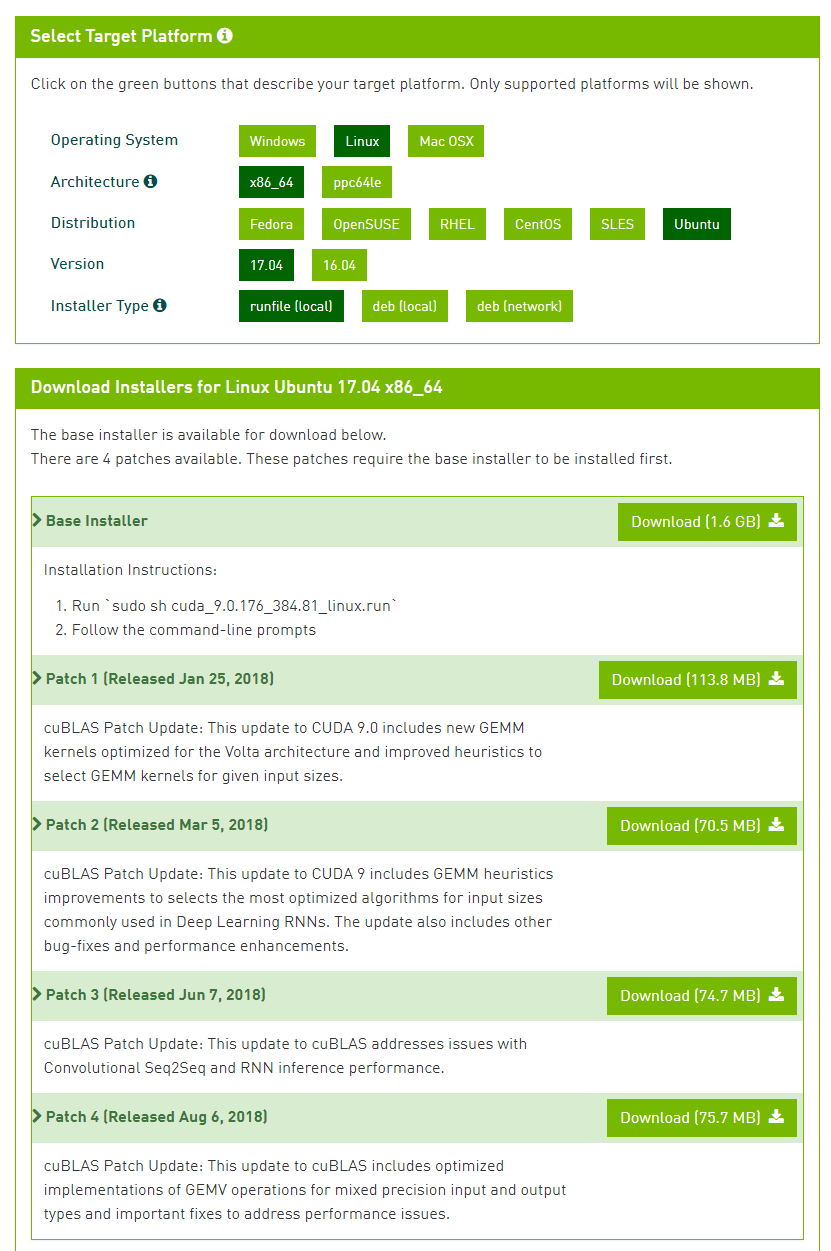 Select Target Platform
Click on the green buttons that describe your target platform. Only supported platforms will be shown.
Operating System Windows Linux Mac OSX
Architecture x86_64 ppc64le
Distribution Fedora OpenSUSE RHEL CentOS SLES Ubuntu
Version 17.04 16.04
Installer Type runfile (local) deb (local) deb (network)
Download Installers for Linux Ubuntu 17.04 x86_64
The base installer is available for download below.
There are 4 patches available. These patches require the base installer to be installed first.
Base Installer Download (1.6 GB)
Installation Instructions:
1. Run `sudo sh cuda_9.0.176_384.81_linux.run`
2. Follow the command-line prompts
Patch 1 (Released Jan 25, 2018) Download (113.8 MB)
cuBLAS Patch Update: This update to CUDA 9.0 includes new GEMM
kernels optimized for the Volta architecture and improved heuristics to
select GEMM kernels for given input sizes.
Patch 2 (Released Mar 5, 2018) Download (70.5 MB)
cuBLAS Patch Update: This update to CUDA 9 includes GEMM heuristics
improvements to selects the most optimized algorithms for input sizes
commonly used in Deep Learning RNNs. The update also includes other
bug-fixes and performance enhancements.
Patch 3 (Released Jun 7, 2018) Download (74.7 MB)
cuBLAS Patch Update: This update to cuBLAS addresses issues with
Convolutional Seq2Seq and RNN inference performance.
Patch 4 (Released Aug 6, 2018) Download (75.7 MB)
cuBLAS Patch Update: This update to cuBLAS includes optimized
implementations of GEMV operations for mixed precision input and output
types and important fixes to address performance issues.